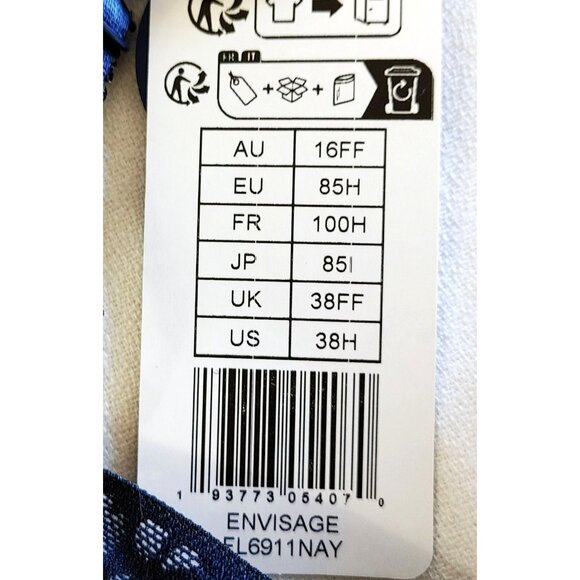 FR IT
AU 16FF
EU 85H
FR 100H
JP 85I
UK 38FF
US 38H
1 93773 05407 0
ENVISAGE
EL6911NAY